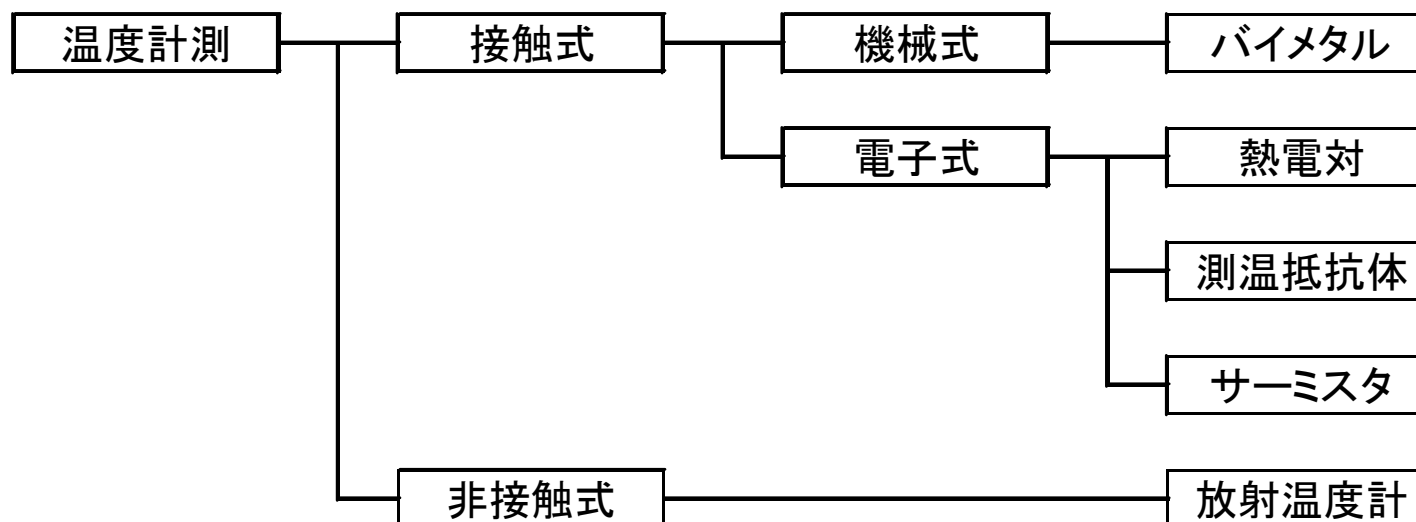 温度計測
接触式
機械式
バイメタル
電子式
熱電対
測温抵抗体
サーミスタ
非接触式
放射温度計